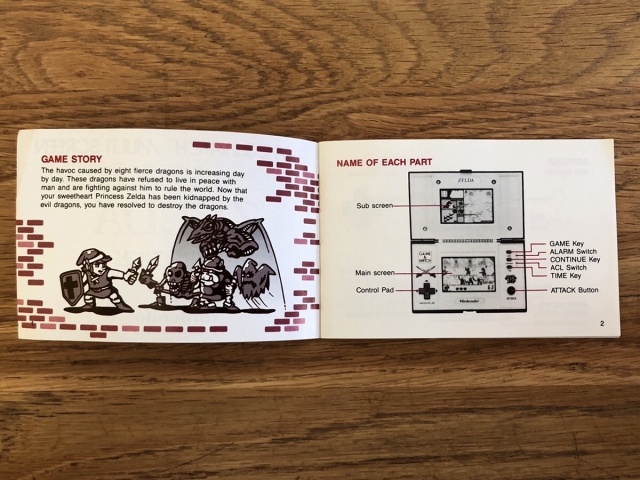 GAME STORY
The havoc caused by eight fierce dragons is increasing day
by day. These dragons have refused to live in peace with
man and are fighting against him to rule the world. Now that
your sweetheart Princess Zelda has been kidnapped by the
evil dragons, you have resolved to destroy the dragons.
NAME OF EACH PART
ZELDA
Sub screen
GAME Key
ALARM Switch
CONTINUE Key
ACL Switch
TIME Key
Main screen
Control Pad
ATTACK Button
Nintendo
2